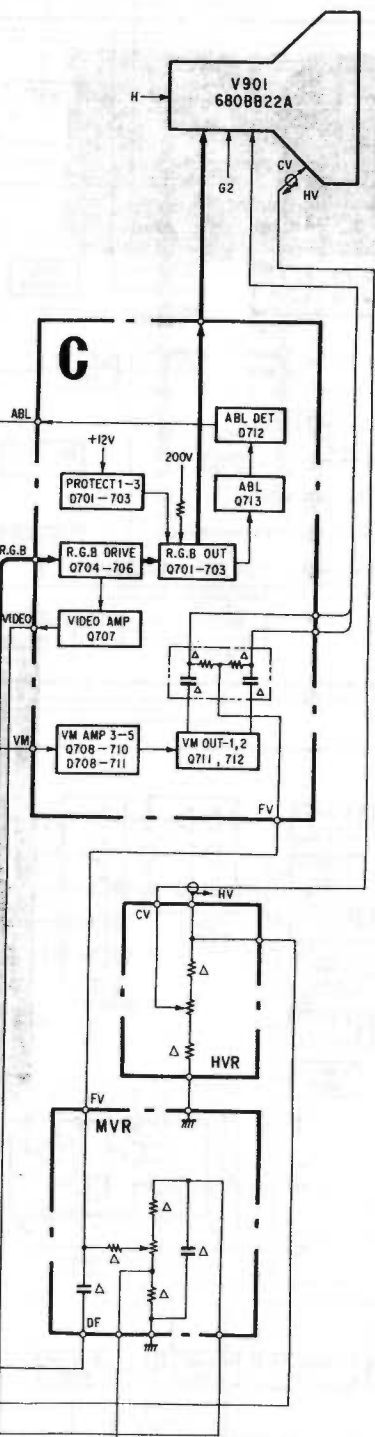 V901
680BB22A
H
G2
CV
HV
C
ABL
ABL DET
D712
+12V
200V
PROTECT 1-3
D701-703
ABL
Q713
R.G.B
R.G.B DRIVE
Q704-706
R.G.B OUT
Q701-703
VIDEO
VIDEO AMP
Q707
△
△
△
△
VM
VM AMP 3-5
Q708-710
D708-711
VM OUT-1,2
Q711, 712
FV
CV
HV
△
△
HVR
FV
MVR
△
△
△
△
△
DF